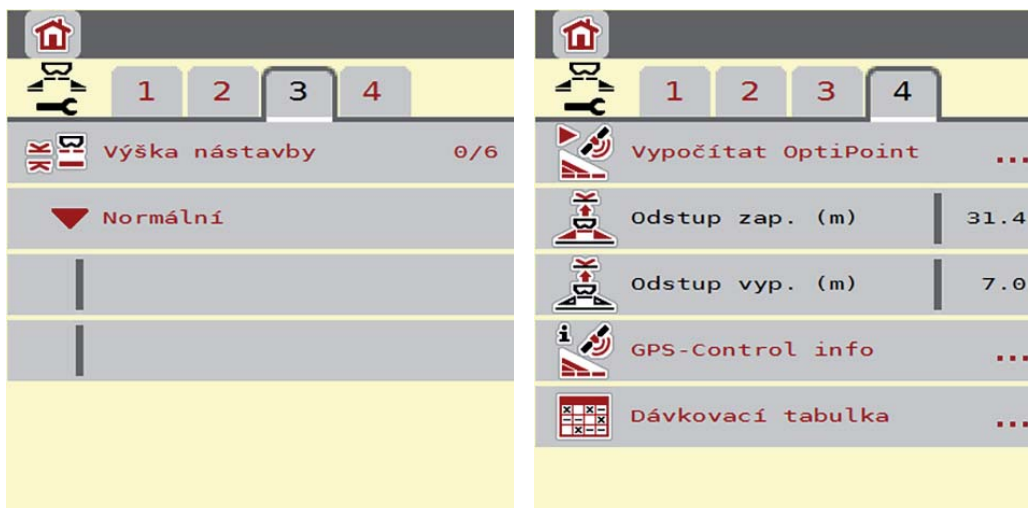 1 2 3 4
Výška nástavby 0/6
Normální
1 2 3 4
Vypočítat OptiPoint ...
Odstup zap. (m) 31.4
Odstup vyp. (m) 7.0
i
GPS-Control info ...
Dávkovací tabulka ...